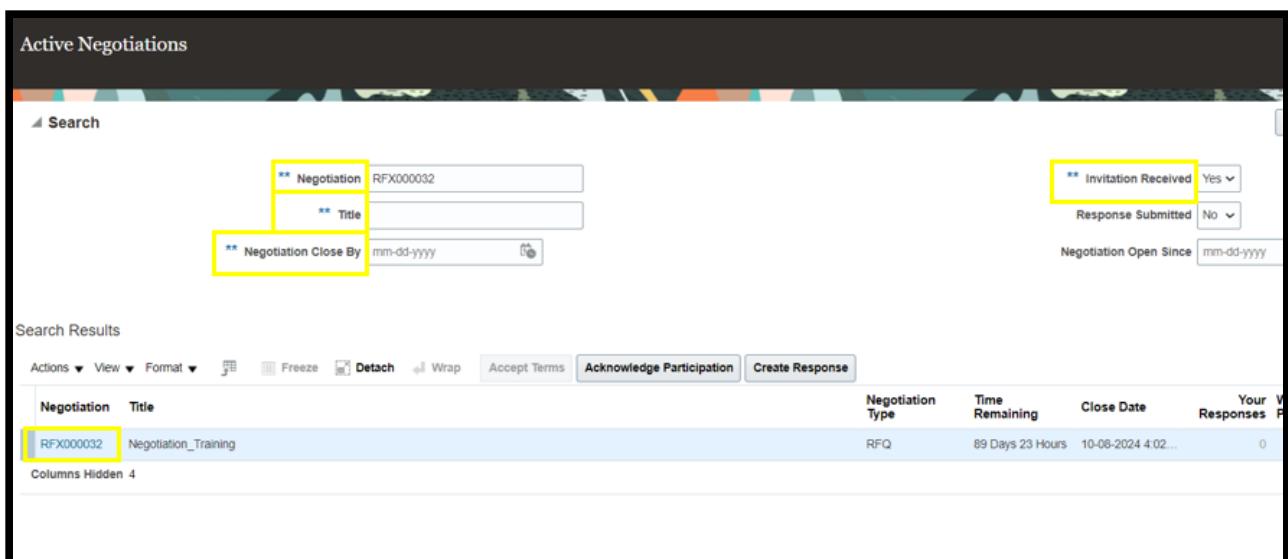 Active Negotiations
Search
** Negotiation RFX000032
** Invitation Received Yes
** Title
Response Submitted No
** Negotiation Close By mm-dd-yyyy
Negotiation Open Since mm-dd-yyyy
Search Results
Actions View Format Freeze Detach Wrap Accept Terms Acknowledge Participation Create Response
Negotiation Title Negotiation Type Time Remaining Close Date Your Responses
RFX000032 Negotiation_Training RFQ 89 Days 23 Hours 10-08-2024 4:02... 0
Columns Hidden 4